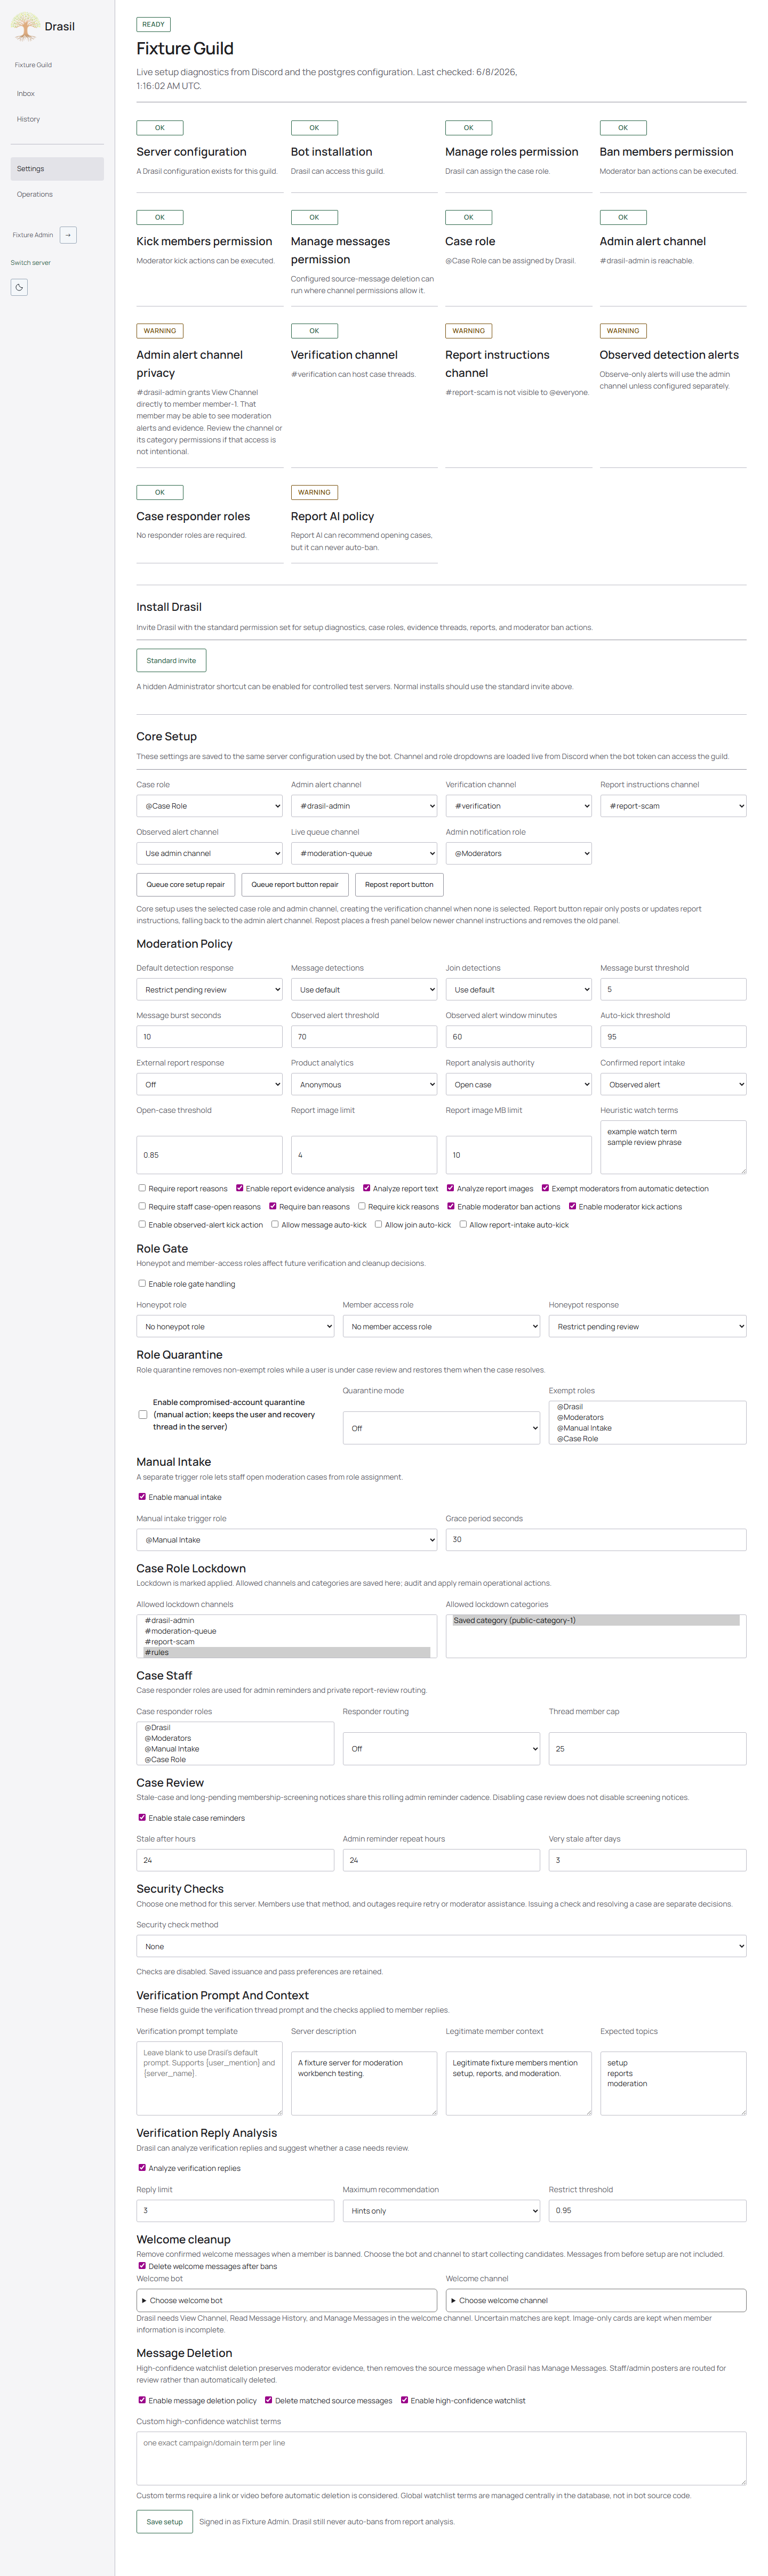 Drasil
Fixture Guild
Inbox
History
Settings
Operations
Fixture Admin
→
Switch server
READY
Fixture Guild
Live setup diagnostics from Discord and the postgres configuration. Last checked: 6/8/2026,
1:16:02 AM UTC.
OK
Server configuration
A Drasil configuration exists for this guild.
OK
Bot installation
Drasil can access this guild.
OK
Manage roles permission
Drasil can assign the case role.
OK
Ban members permission
Moderator ban actions can be executed.
OK
Kick members permission
Moderator kick actions can be executed.
OK
Manage messages
permission
Configured source-message deletion can
run where channel permissions allow it.
OK
Case role
@Case Role can be assigned by Drasil.
OK
Admin alert channel
#drasil-admin is reachable.
WARNING
Admin alert channel
privacy
#drasil-admin grants View Channel
directly to member member-1. That
member may be able to see moderation
alerts and evidence. Review the channel or
its category permissions if that access is
not intentional.
OK
Verification channel
#verification can host case threads.
WARNING
Report instructions
channel
#report-scam is not visible to @everyone.
WARNING
Observed detection alerts
Observe-only alerts will use the admin
channel unless configured separately.
OK
Case responder roles
No responder roles are required.
WARNING
Report AI policy
Report AI can recommend opening cases,
but it can never auto-ban.
Install Drasil
Invite Drasil with the standard permission set for setup diagnostics, case roles, evidence threads, reports, and moderator ban actions.
Standard invite
A hidden Administrator shortcut can be enabled for controlled test servers. Normal installs should use the standard invite above.
Core Setup
These settings are saved to the same server configuration used by the bot. Channel and role dropdowns are loaded live from Discord when the bot token can access the guild.
Case role
Admin alert channel
Verification channel
Report instructions channel
@Case Role
#drasil-admin
#verification
#report-scam
Observed alert channel
Live queue channel
Admin notification role
Use admin channel
#moderation-queue
@Moderators
Queue core setup repair
Queue report button repair
Repost report button
Core setup uses the selected case role and admin channel, creating the verification channel when none is selected. Report button repair only posts or updates report
instructions, falling back to the admin alert channel. Repost places a fresh panel below newer channel instructions and removes the old panel.
Moderation Policy
Default detection response
Message detections
Join detections
Message burst threshold
Restrict pending review
Use default
Use default
5
Message burst seconds
Observed alert threshold
Observed alert window minutes
Auto-kick threshold
10
70
60
95
External report response
Product analytics
Report analysis authority
Confirmed report intake
Off
Anonymous
Open case
Observed alert
Open-case threshold
Report image limit
Report image MB limit
Heuristic watch terms
0.85
4
10
example watch term
sample review phrase
Require report reasons
Enable report evidence analysis
Analyze report text
Analyze report images
Exempt moderators from automatic detection
Require staff case-open reasons
Require ban reasons
Require kick reasons
Enable moderator ban actions
Enable moderator kick actions
Enable observed-alert kick action
Allow message auto-kick
Allow join auto-kick
Allow report-intake auto-kick
Role Gate
Honeypot and member-access roles affect future verification and cleanup decisions.
Enable role gate handling
Honeypot role
Member access role
Honeypot response
No honeypot role
No member access role
Restrict pending review
Role Quarantine
Role quarantine removes non-exempt roles while a user is under case review and restores them when the case resolves.
Enable compromised-account quarantine
(manual action; keeps the user and recovery
thread in the server)
Quarantine mode
Off
Exempt roles
@Drasil
@Moderators
@Manual Intake
@Case Role
Manual Intake
A separate trigger role lets staff open moderation cases from role assignment.
Enable manual intake
Manual intake trigger role
Grace period seconds
@Manual Intake
30
Case Role Lockdown
Lockdown is marked applied. Allowed channels and categories are saved here; audit and apply remain operational actions.
Allowed lockdown channels
Allowed lockdown categories
#drasil-admin
#moderation-queue
#report-scam
#rules
Saved category (public-category-1)
Case Staff
Case responder roles are used for admin reminders and private report-review routing.
Case responder roles
Responder routing
Thread member cap
@Drasil
@Moderators
@Manual Intake
@Case Role
Off
25
Case Review
Stale-case and long-pending membership-screening notices share this rolling admin reminder cadence. Disabling case review does not disable screening notices.
Enable stale case reminders
Stale after hours
Admin reminder repeat hours
Very stale after days
24
24
3
Security Checks
Choose one method for this server. Members use that method, and outages require retry or moderator assistance. Issuing a check and resolving a case are separate decisions.
Security check method
None
Checks are disabled. Saved issuance and pass preferences are retained.
Verification Prompt And Context
These fields guide the verification thread prompt and the checks applied to member replies.
Verification prompt template
Server description
Legitimate member context
Expected topics
Leave blank to use Drasil's default
prompt. Supports {user_mention} and
{server_name}.
A fixture server for moderation
workbench testing.
Legitimate fixture members mention
setup, reports, and moderation.
setup
reports
moderation
Verification Reply Analysis
Drasil can analyze verification replies and suggest whether a case needs review.
Analyze verification replies
Reply limit
Maximum recommendation
Restrict threshold
3
Hints only
0.95
Welcome cleanup
Remove confirmed welcome messages when a member is banned. Choose the bot and channel to start collecting candidates. Messages from before setup are not included.
Delete welcome messages after bans
Welcome bot
Welcome channel
Choose welcome bot
Choose welcome channel
Drasil needs View Channel, Read Message History, and Manage Messages in the welcome channel. Uncertain matches are kept. Image-only cards are kept when member
information is incomplete.
Message Deletion
High-confidence watchlist deletion preserves moderator evidence, then removes the source message when Drasil has Manage Messages. Staff/admin posters are routed for
review rather than automatically deleted.
Enable message deletion policy
Delete matched source messages
Enable high-confidence watchlist
Custom high-confidence watchlist terms
one exact campaign/domain term per line
Custom terms require a link or video before automatic deletion is considered. Global watchlist terms are managed centrally in the database, not in bot source code.
Save setup
Signed in as Fixture Admin. Drasil still never auto-bans from report analysis.